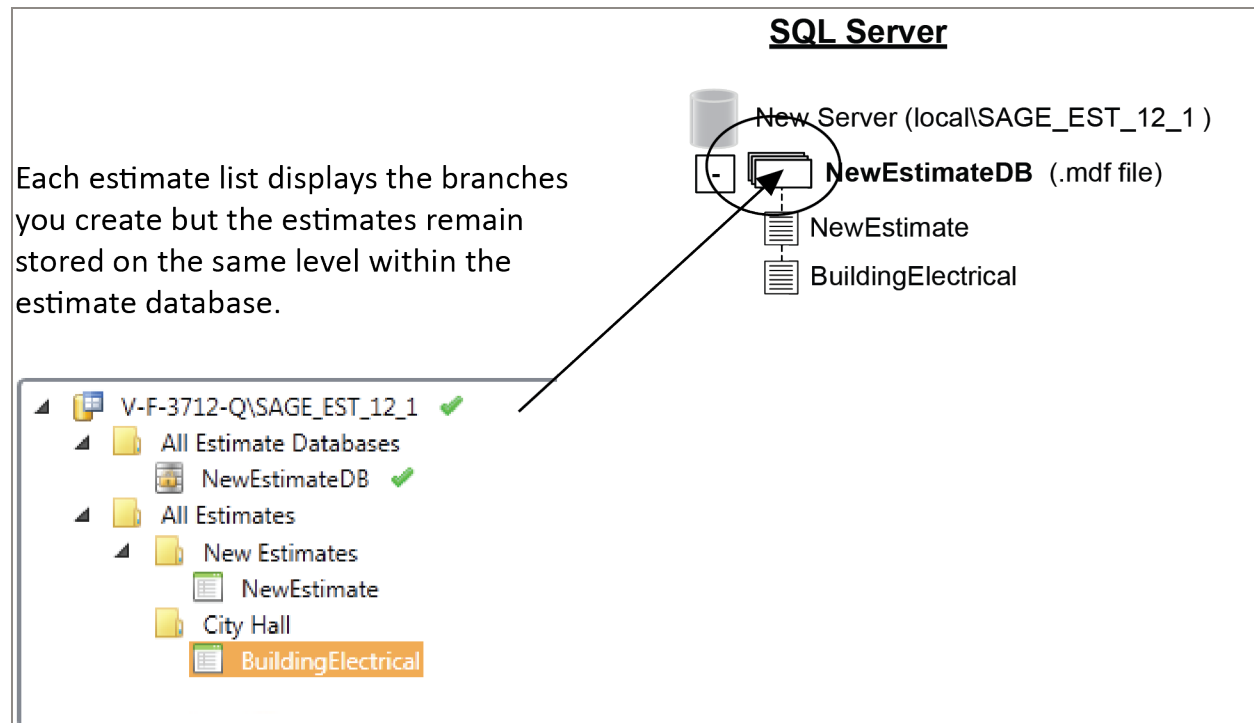 SQL Server
New Server (local\SAGE_EST_12_1 )
- NewEstimateDB (.mdf file)
NewEstimate
BuildingElectrical
Each estimate list displays the branches
you create but the estimates remain
stored on the same level within the
estimate database.
V-F-3712-Q\SAGE_EST_12_1
All Estimate Databases
NewEstimateDB
All Estimates
New Estimates
NewEstimate
City Hall
BuildingElectrical